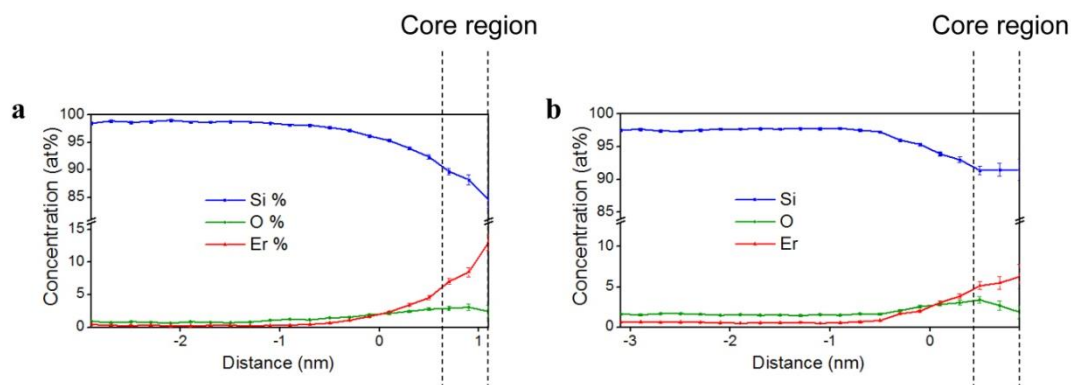 Core region
Core region
a
b
Concentration (at%)
100
95
90
85
15
10
5
0
Si %
O %
Er %
-2
-1
0
1
Distance (nm)
Concentration (at%)
100
95
90
85
10
5
0
Si
O
Er
-3
-2
-1
0
Distance (nm)